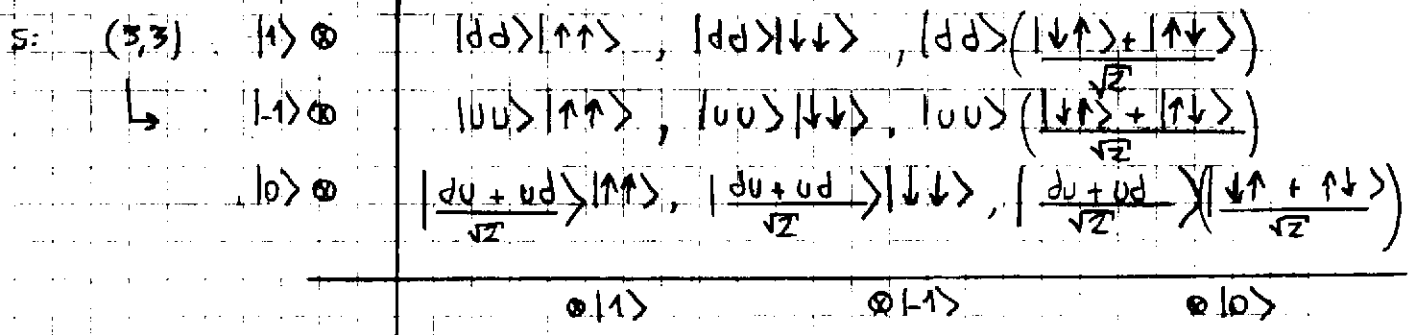 S: (3,3) |1⟩ ⊗ |dd⟩|↑↑⟩ , |dd⟩|↓↓⟩ , |dd⟩(|↓↑⟩+|↑↓⟩/√2)
↳ |-1⟩ ⊗ |uu⟩|↑↑⟩ , |uu⟩|↓↓⟩ , |uu⟩(|↓↑⟩+|↑↓⟩/√2)
|0⟩ ⊗ |du+ud/√2⟩|↑↑⟩, |du+ud/√2⟩|↓↓⟩, |du+ud/√2⟩(|↓↑+↑↓⟩/√2)
⊗|1⟩ ⊗|-1⟩ ⊗|0⟩